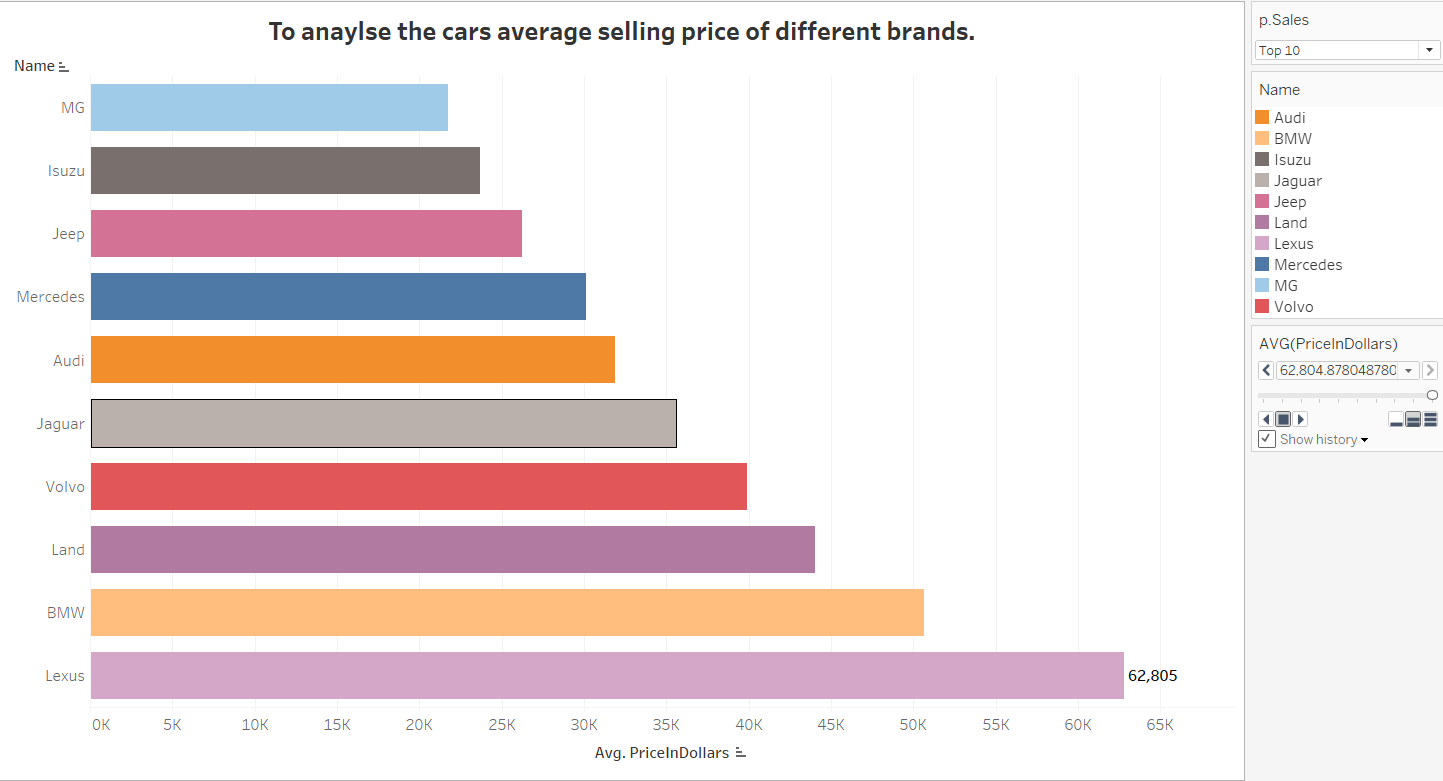 To anaylse the cars average selling price of different brands.
Name
MG
Isuzu
Jeep
Mercedes
Audi
Jaguar
Volvo
Land
BMW
Lexus
62,805
0K 5K 10K 15K 20K 25K 30K 35K 40K 45K 50K 55K 60K 65K
Avg. PriceInDollars
p.Sales
Top 10
Name
Audi
BMW
Isuzu
Jaguar
Jeep
Land
Lexus
Mercedes
MG
Volvo
AVG(PriceInDollars)
62,804.878048780
Show history